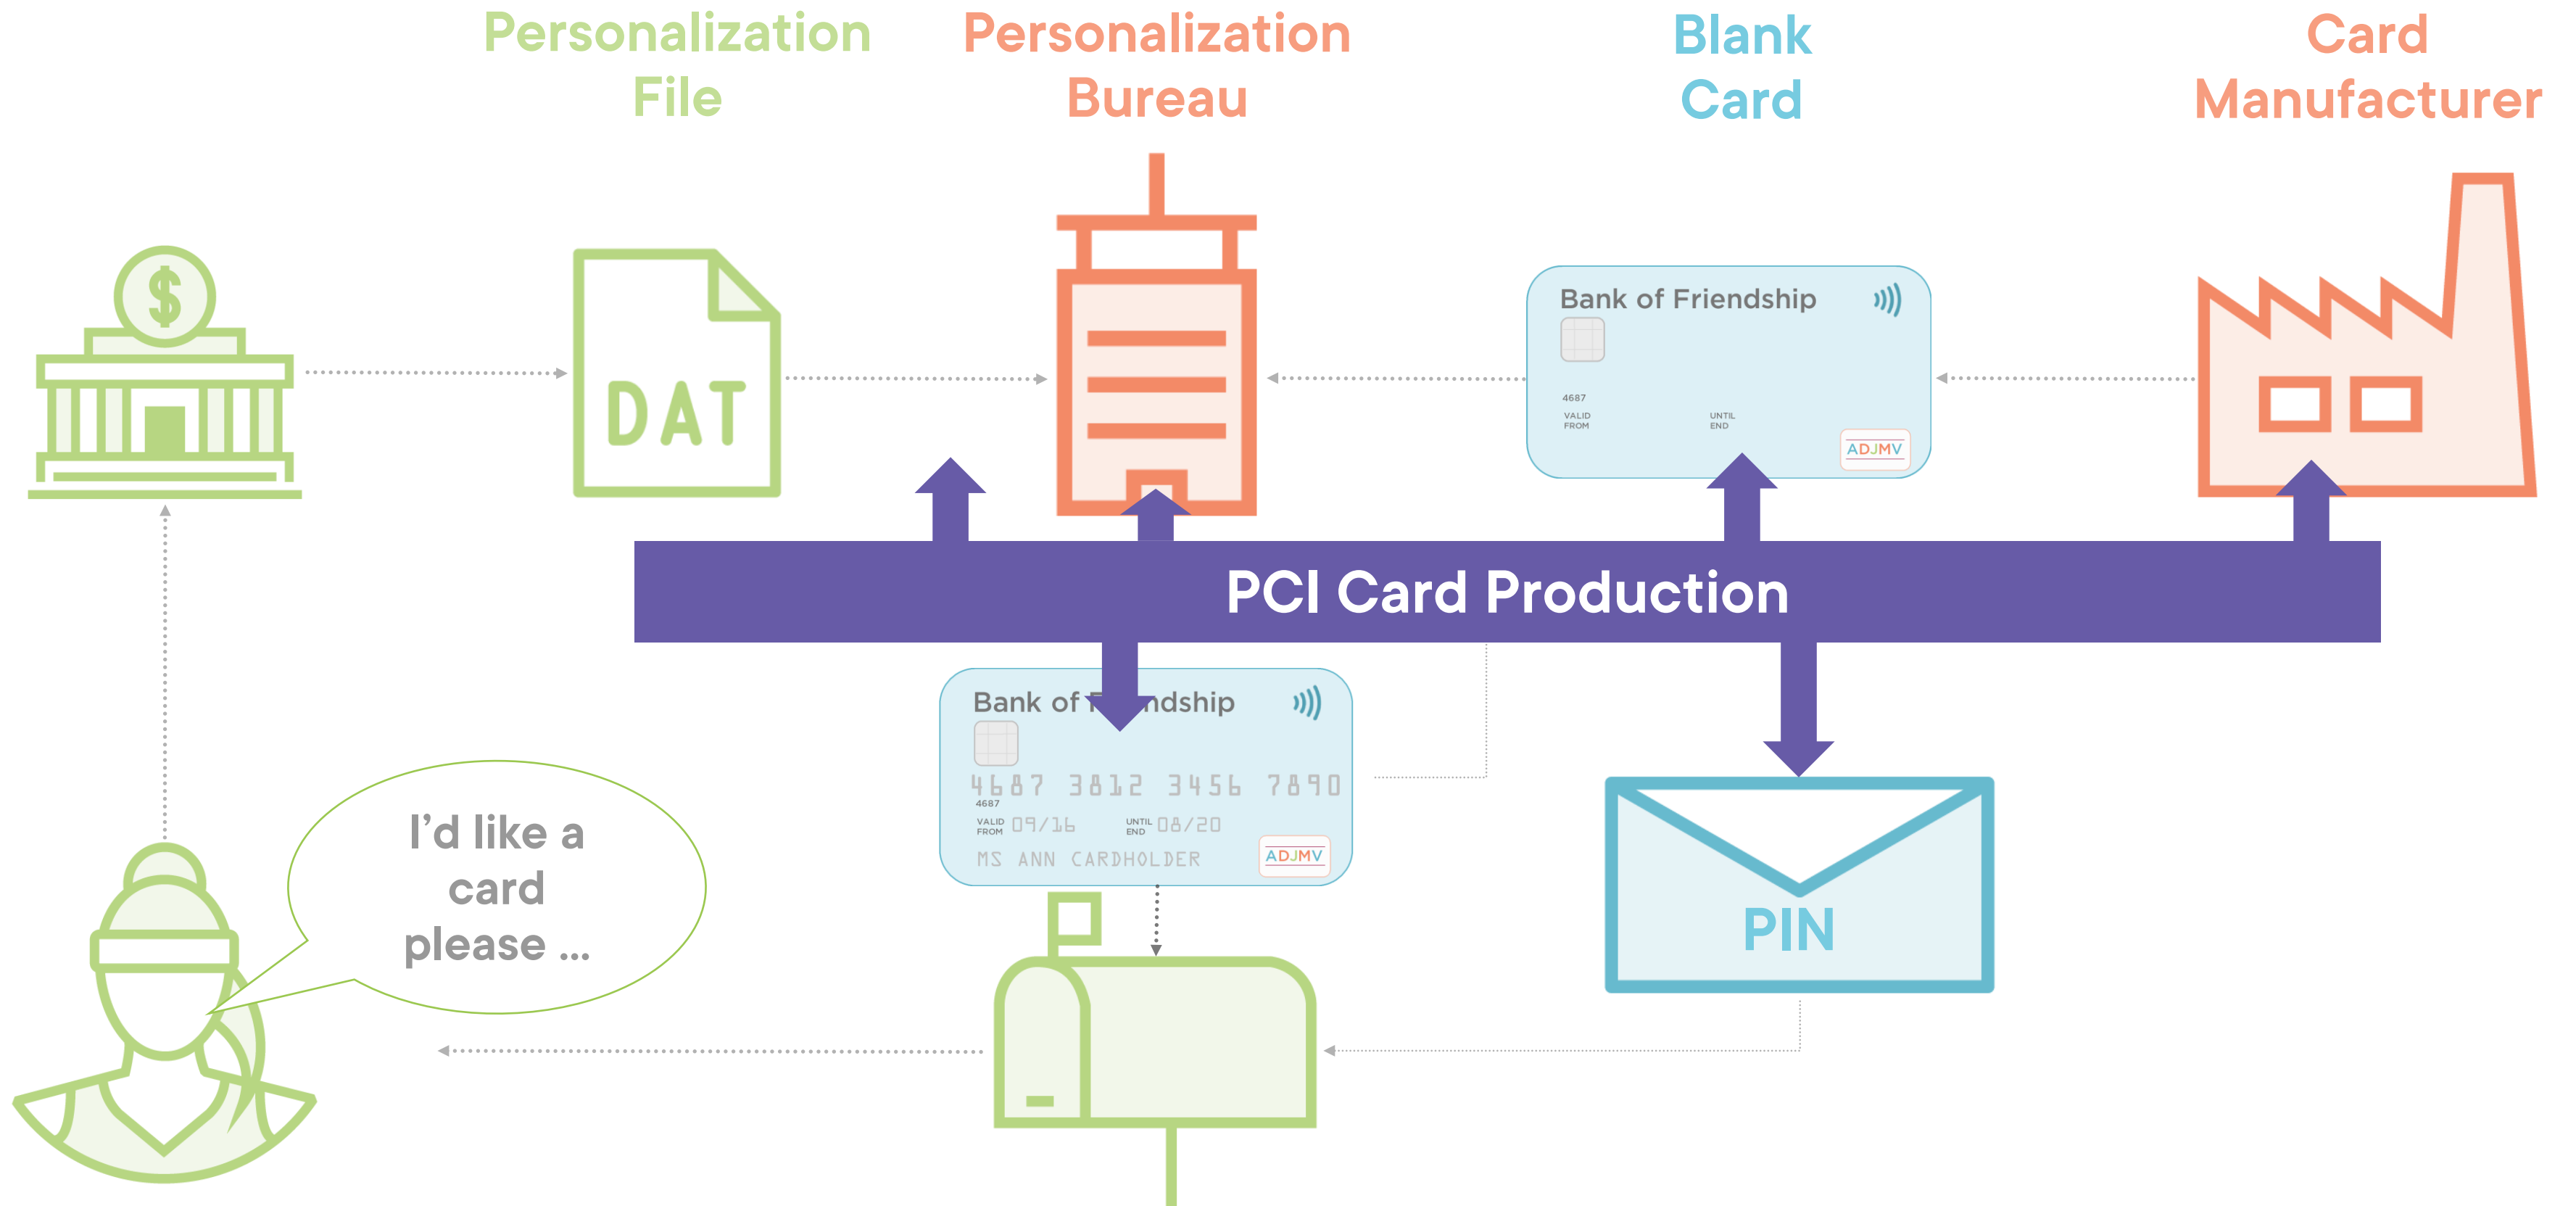 Personalization
File
Personalization
Bureau
Blank
Card
Card
Manufacturer
$
DAT
Bank of Friendship
4687
VALID
FROM
UNTIL
END
ADJMV
PCI Card Production
Bank of
4687 3812 3456 7890
4687
VALID
FROM
09/16
UNTIL
END
08/20
MS ANN CARDHOLDER
ADJMV
I'd like a
card
please ...
PIN